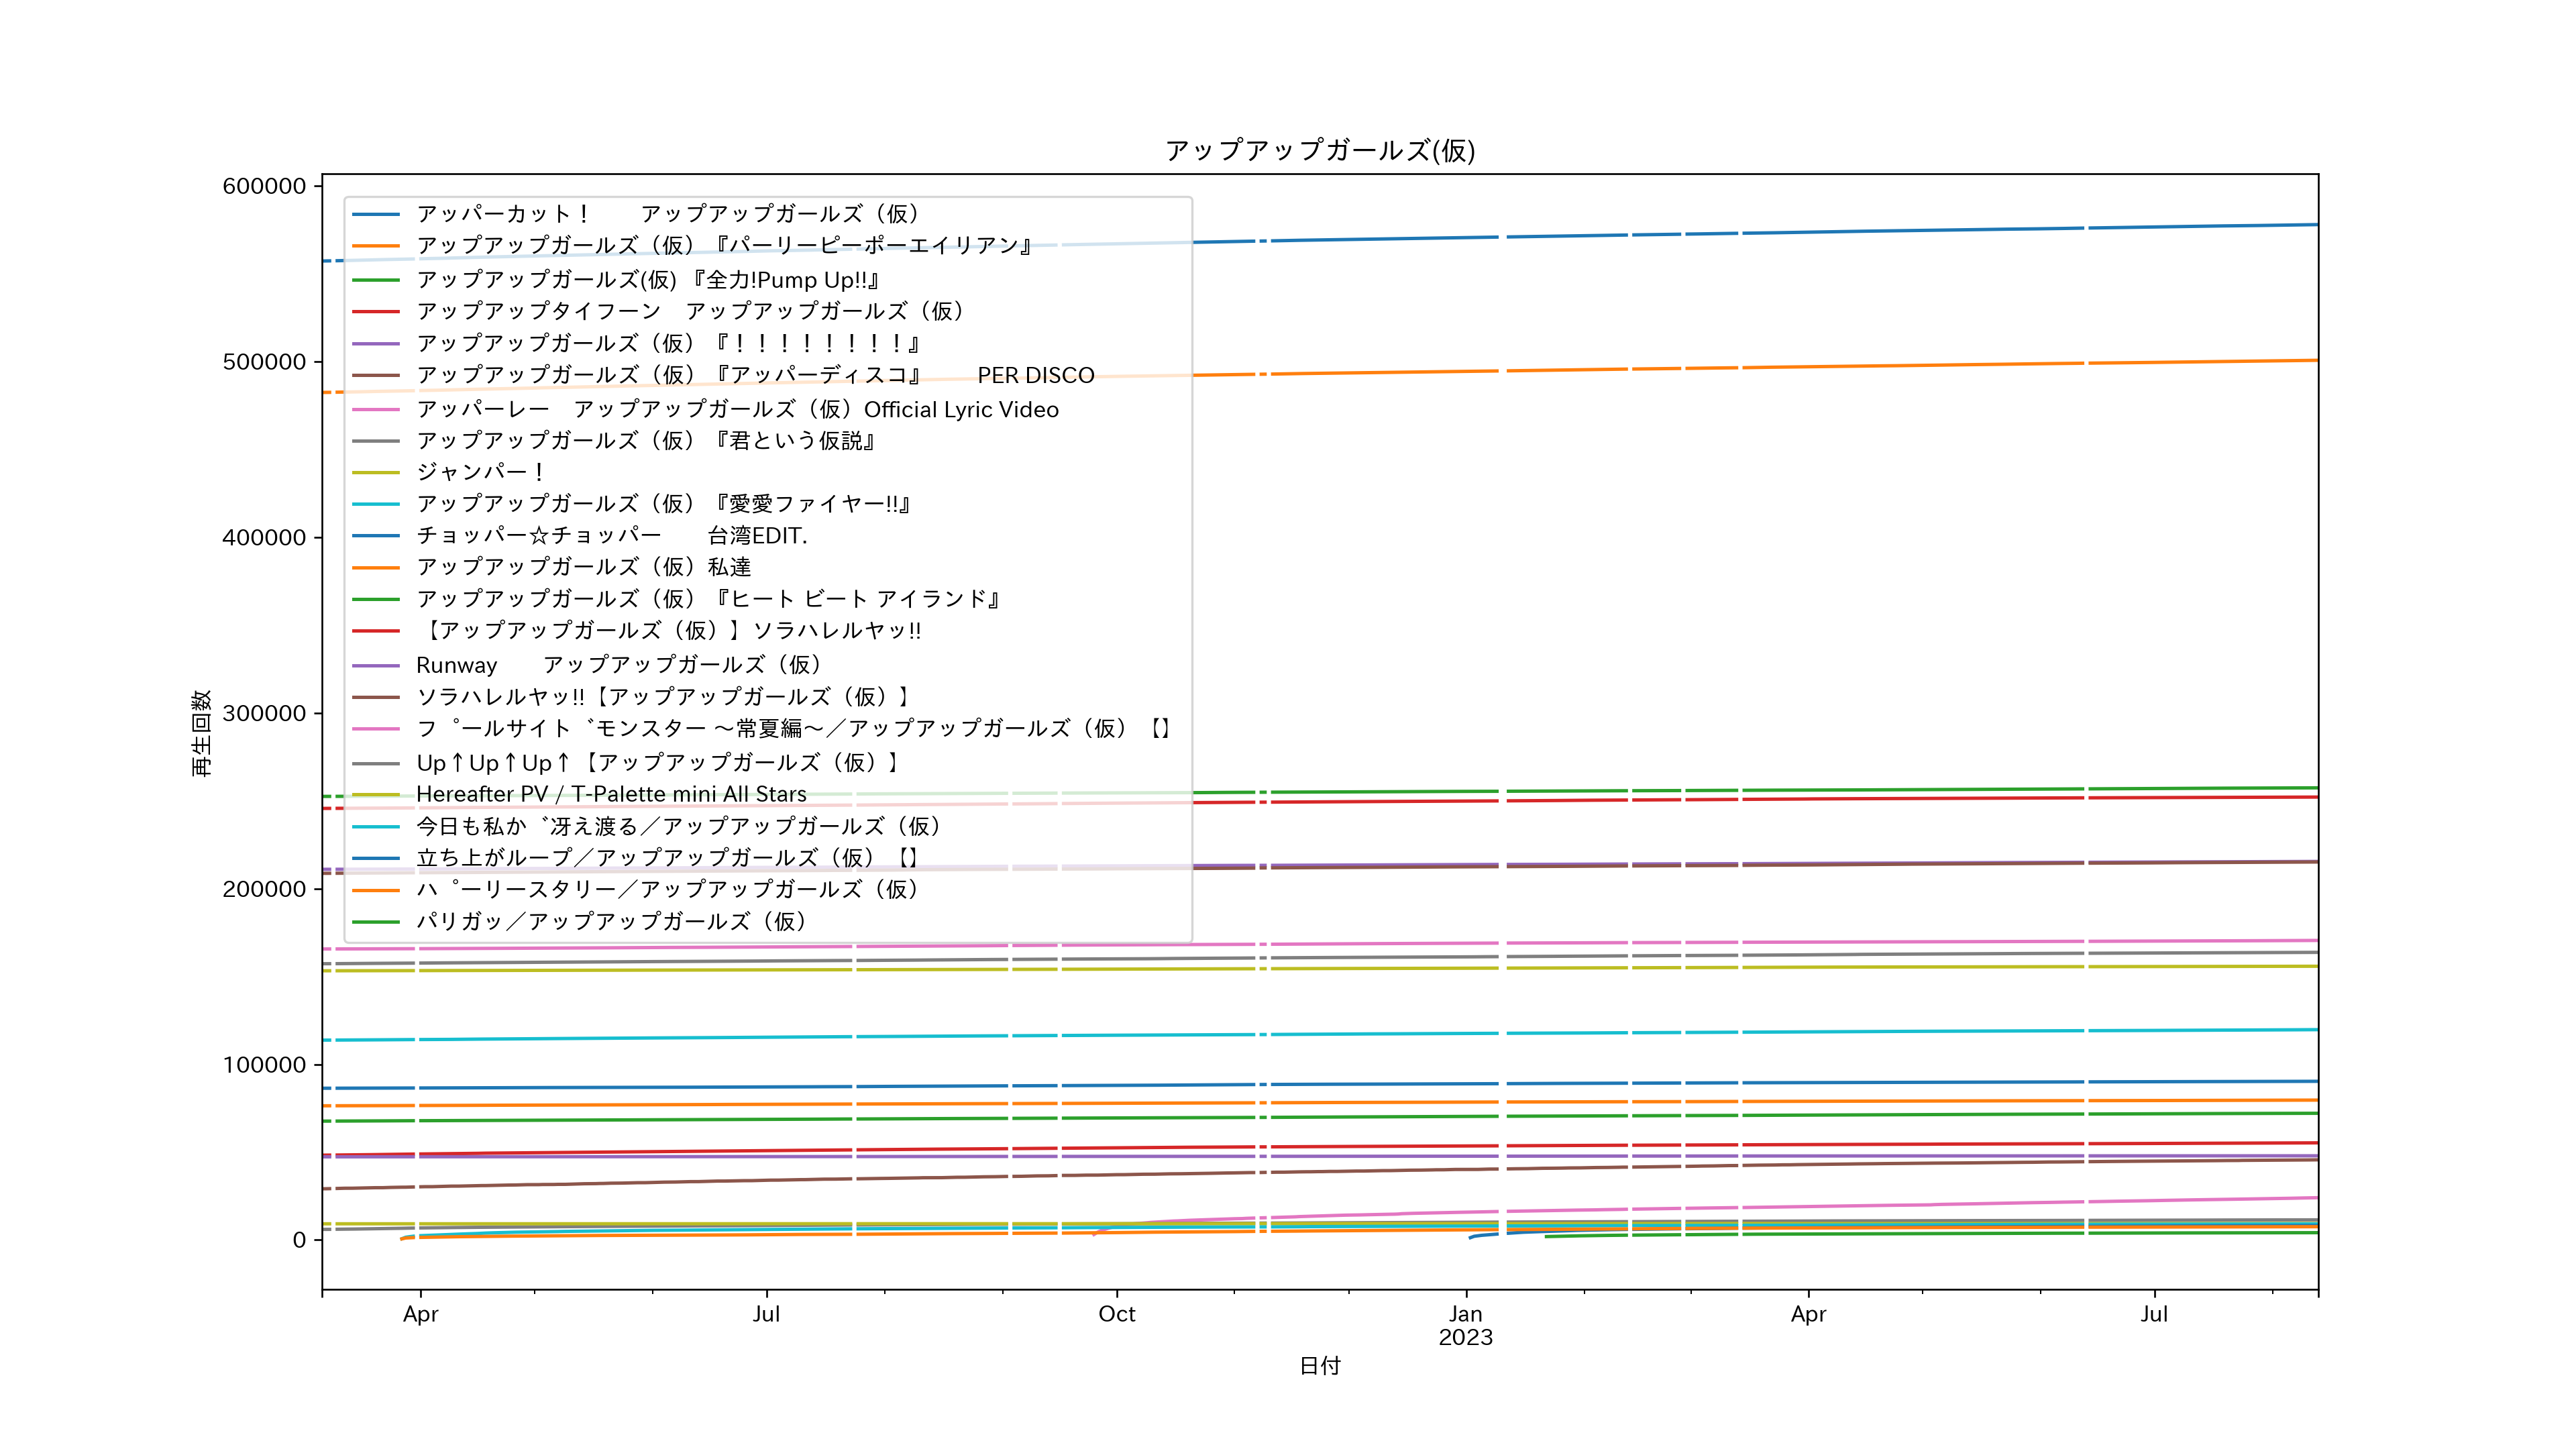 アップアップガールズ(仮)
600000
500000
400000
300000
200000
100000
0
再生回数
アッパーカット！　　アップアップガールズ（仮）
アップアップガールズ（仮）『パーリーピーポーエイリアン』
アップアップガールズ(仮) 『全力!Pump Up!!』
アップアップタイフーン　アップアップガールズ（仮）
アップアップガールズ（仮）『！！！！！！！！』
アップアップガールズ（仮）『アッパーディスコ』　　PER DISCO
アッパーレー　アップアップガールズ（仮）Official Lyric Video
アップアップガールズ（仮）『君という仮説』
ジャンパー！
アップアップガールズ（仮）『愛愛ファイヤー!!』
チョッパー☆チョッパー　　台湾EDIT.
アップアップガールズ（仮）私達
アップアップガールズ（仮）『ヒート ビート アイランド』
【アップアップガールズ（仮）】ソラハレルヤッ!!
Runway　　アップアップガールズ（仮）
ソラハレルヤッ!!【アップアップガールズ（仮）】
フ゜ールサイト゛モンスター 〜常夏編〜／アップアップガールズ（仮）【】
Up↑Up↑Up↑【アップアップガールズ（仮）】
Hereafter PV / T-Palette mini All Stars
今日も私か゛冴え渡る／アップアップガールズ（仮）
立ち上がループ／アップアップガールズ（仮）【】
ハ゜ーリースタリー／アップアップガールズ（仮）
パリガッ／アップアップガールズ（仮）
Apr
Jul
Oct
Jan
2023
Apr
Jul
日付